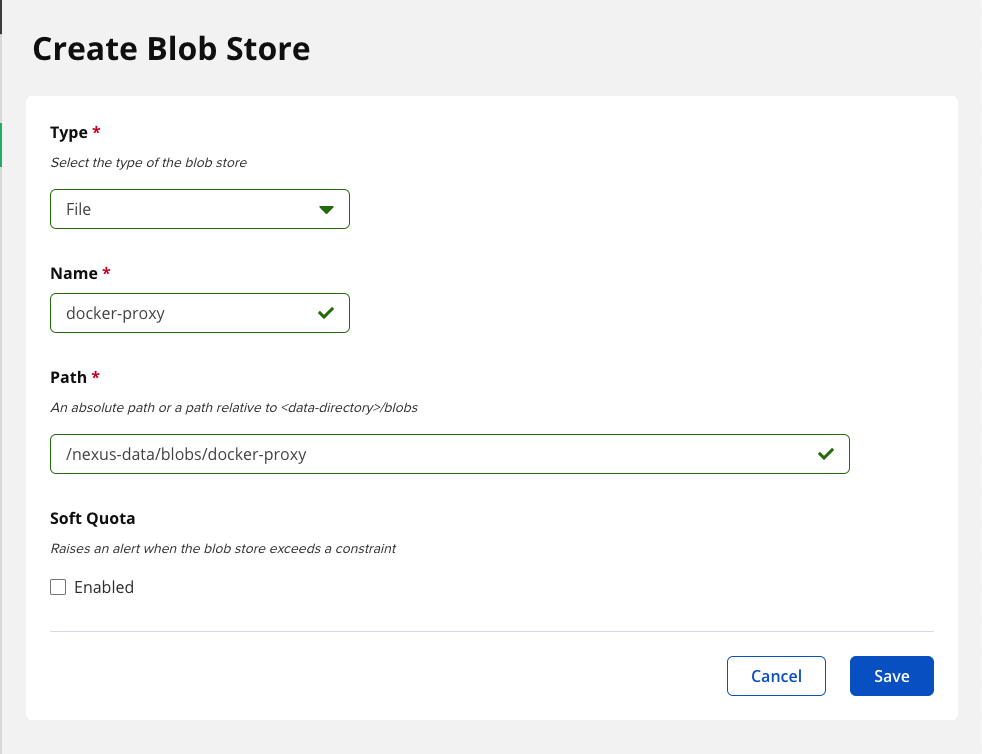 Create Blob Store
Type *
Select the type of the blob store
File
Name *
docker-proxy
Path *
An absolute path or a path relative to <data-directory>/blobs
/nexus-data/blobs/docker-proxy
Soft Quota
Raises an alert when the blob store exceeds a constraint
Enabled
Cancel
Save